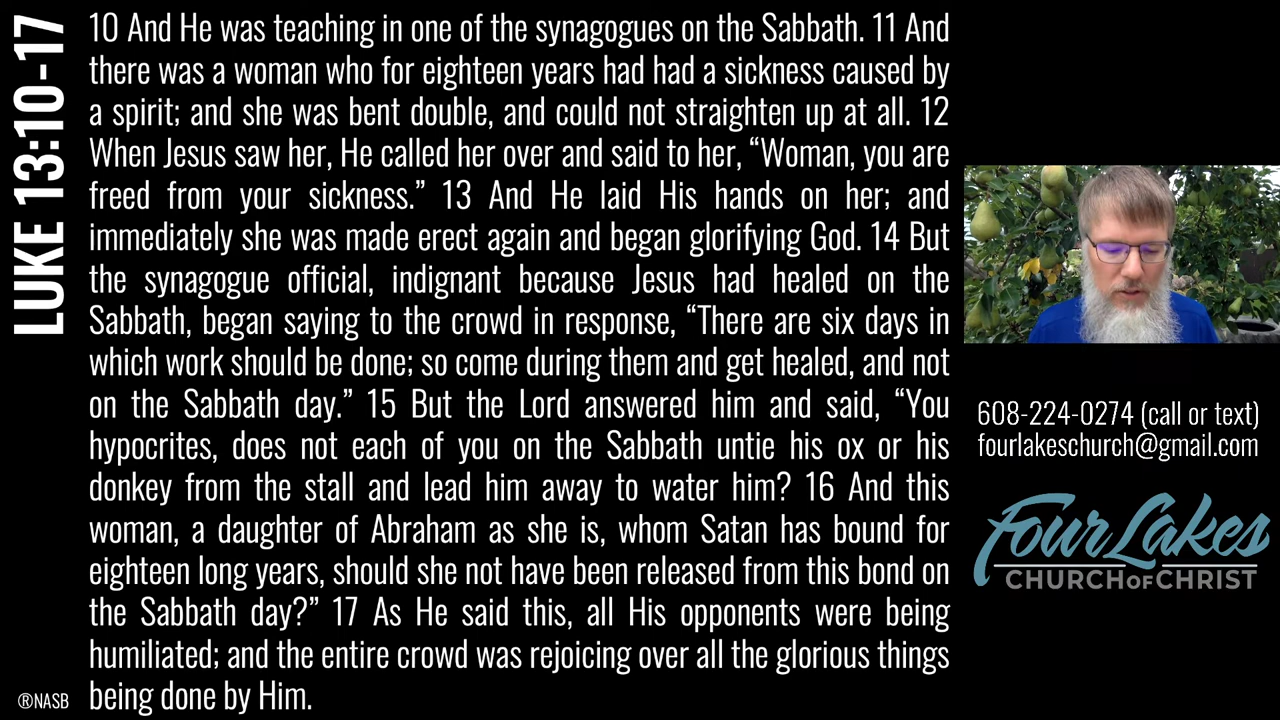 LUKE 13:10-17
10 And He was teaching in one of the synagogues on the Sabbath. 11 And
there was a woman who for eighteen years had had a sickness caused by
a spirit; and she was bent double, and could not straighten up at all. 12
When Jesus saw her, He called her over and said to her, “Woman, you are
freed from your sickness.” 13 And He laid His hands on her; and
immediately she was made erect again and began glorifying God. 14 But
the synagogue official, indignant because Jesus had healed on the
Sabbath, began saying to the crowd in response, “There are six days in
which work should be done; so come during them and get healed, and not
on the Sabbath day.” 15 But the Lord answered him and said, “You
hypocrites, does not each of you on the Sabbath untie his ox or his
donkey from the stall and lead him away to water him? 16 And this
woman, a daughter of Abraham as she is, whom Satan has bound for
eighteen long years, should she not have been released from this bond on
the Sabbath day?” 17 As He said this, all His opponents were being
humiliated; and the entire crowd was rejoicing over all the glorious things
being done by Him.
®NASB
608-224-0274 (call or text)
fourlakeschurch@gmail.com
Four Lakes
CHURCH OF CHRIST